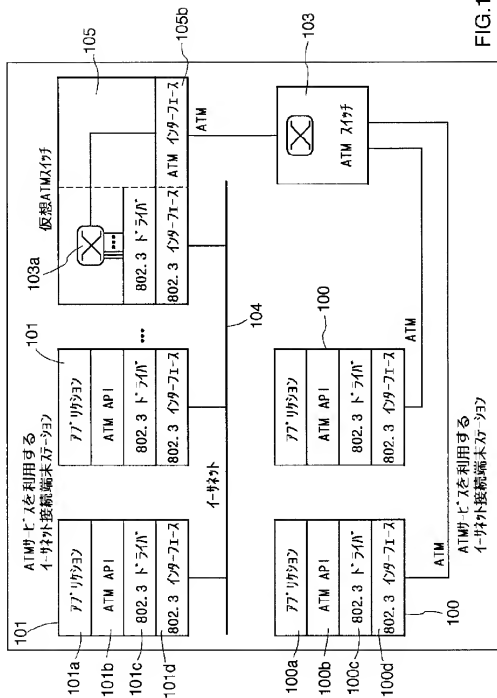 ATMサービスを利用する
イーサネット接続端末ステーション
101
101a
アプリケーション
101b
ATM API
101c
802.3 ドライバ
101d
802.3 インターフェース
101
アプリケーション
ATM API
802.3 ドライバ
802.3 インターフェース
仮想ATMスイッチ
105
103a
802.3 ドライバ
802.3 インターフェース
ATM インターフェース
105b
イーサネット
104
ATM
103
ATM スイッチ
100a
アプリケーション
100b
ATM API
100c
802.3 ドライバ
100d
802.3 インターフェース
100
100
アプリケーション
ATM API
802.3 ドライバ
802.3 インターフェース
ATM
ATM
ATMサービスを利用する
イーサネット接続端末ステーション
FIG.1